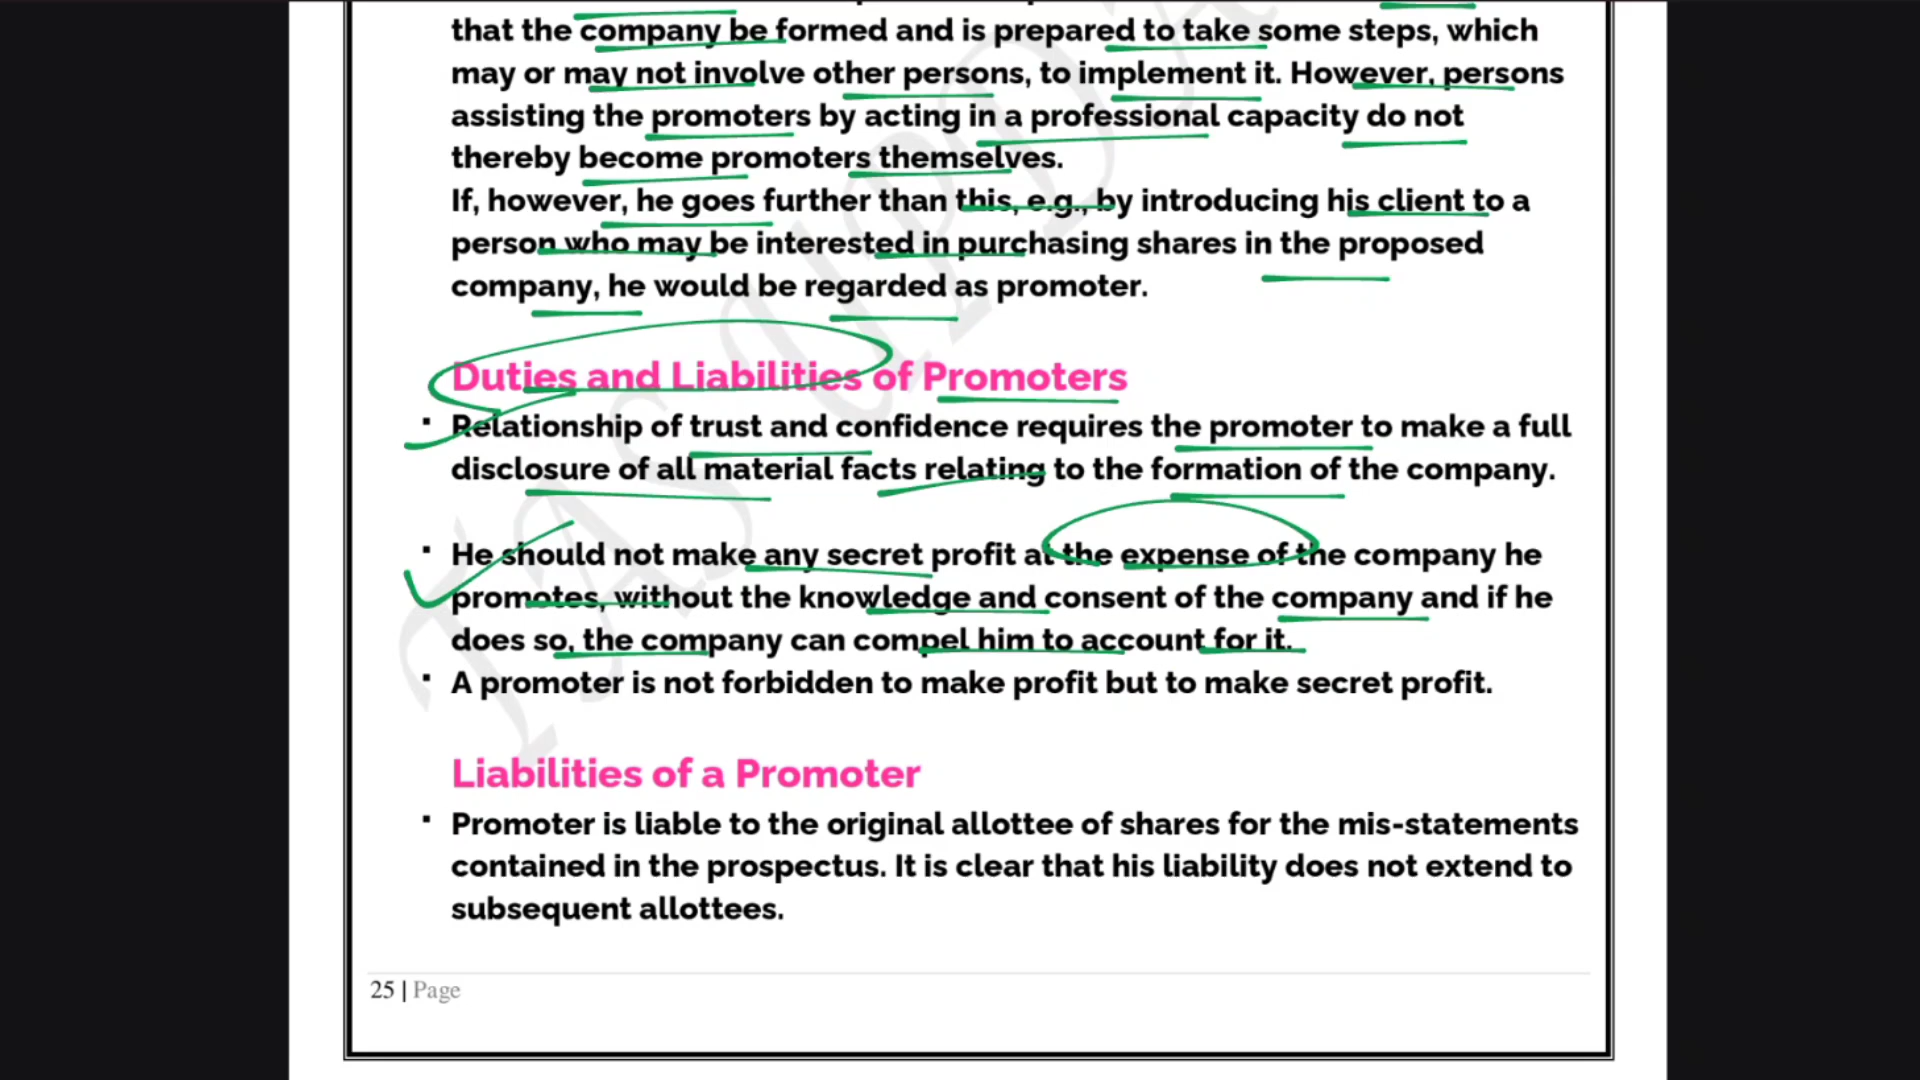 that the company be formed and is prepared to take some steps, which
may or may not involve other persons, to implement it. However, persons
assisting the promoters by acting in a professional capacity do not
thereby become promoters themselves.
If, however, he goes further than this, e.g., by introducing his client to a
person who may be interested in purchasing shares in the proposed
company, he would be regarded as promoter.
Duties and Liabilities of Promoters
▪ Relationship of trust and confidence requires the promoter to make a full
disclosure of all material facts relating to the formation of the company.
▪ He should not make any secret profit at the expense of the company he
promotes, without the knowledge and consent of the company and if he
does so, the company can compel him to account for it.
▪ A promoter is not forbidden to make profit but to make secret profit.
Liabilities of a Promoter
▪ Promoter is liable to the original allottee of shares for the mis-statements
contained in the prospectus. It is clear that his liability does not extend to
subsequent allottees.
25 | Page